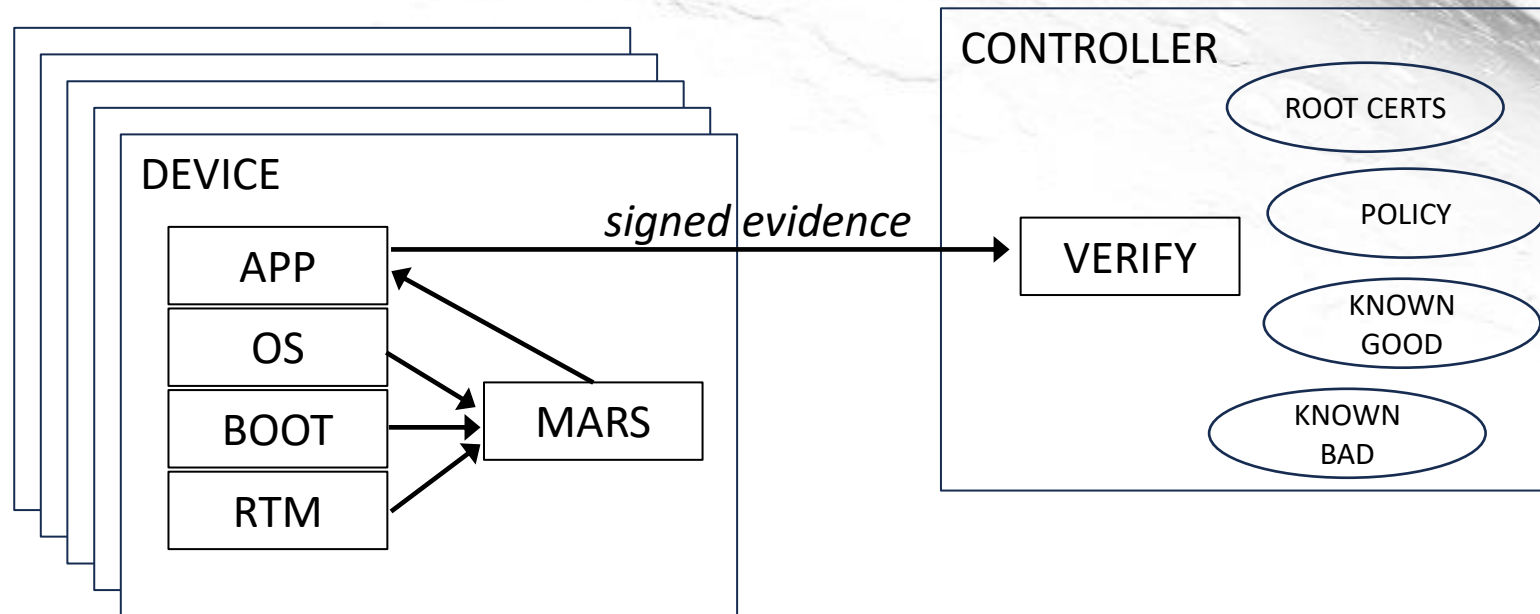 DEVICE
APP
OS
BOOT
RTM
MARS
signed evidence
CONTROLLER
VERIFY
ROOT CERTS
POLICY
KNOWN
GOOD
KNOWN
BAD